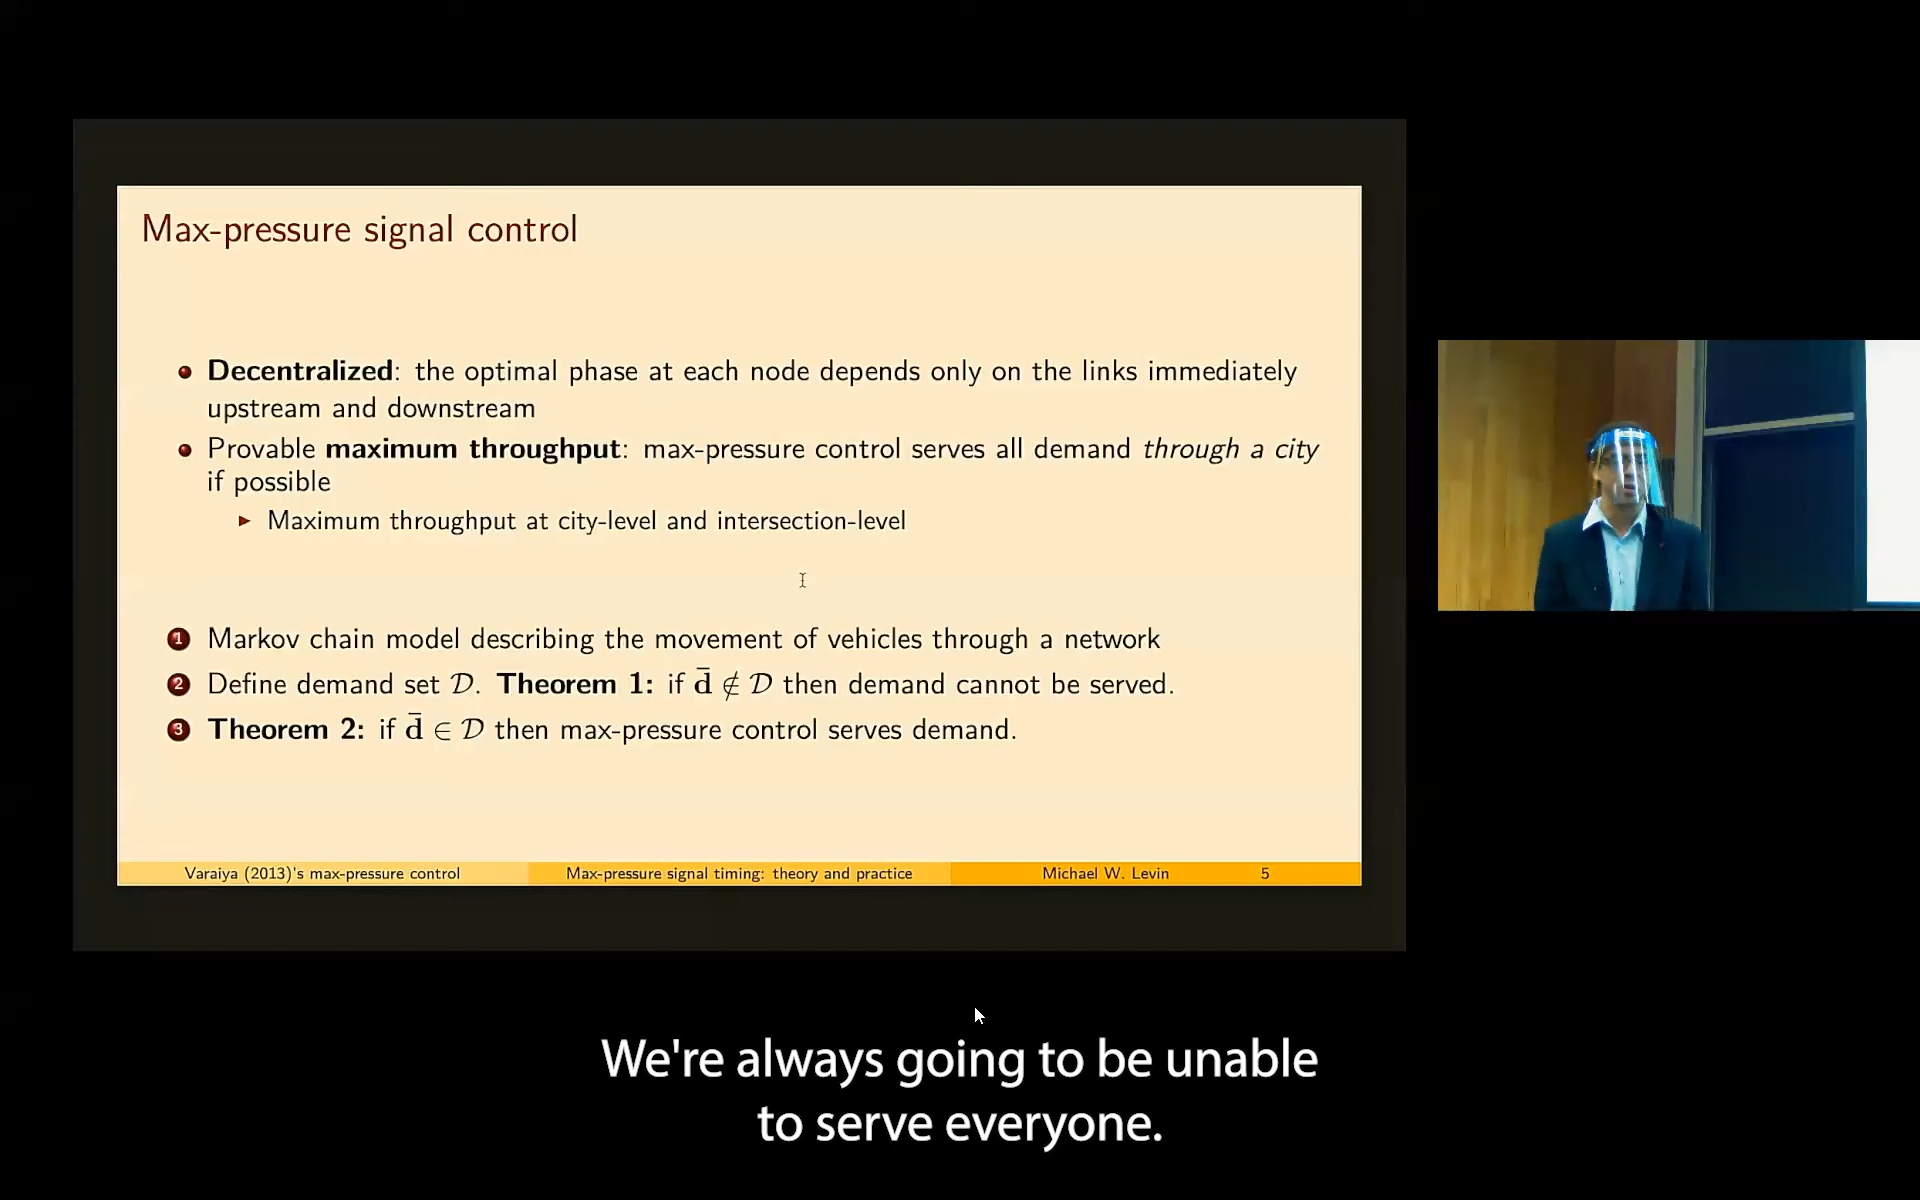 Max-pressure signal control
Decentralized: the optimal phase at each node depends only on the links immediately
upstream and downstream
Provable maximum throughput: max-pressure control serves all demand through a city
if possible
Maximum throughput at city-level and intersection-level
1 Markov chain model describing the movement of vehicles through a network
2 Define demand set 𝒟. Theorem 1: if d̄ ∉ 𝒟 then demand cannot be served.
3 Theorem 2: if d̄ ∈ 𝒟 then max-pressure control serves demand.
Varaiya (2013)'s max-pressure control Max-pressure signal timing: theory and practice Michael W. Levin 5
We're always going to be unable
to serve everyone.